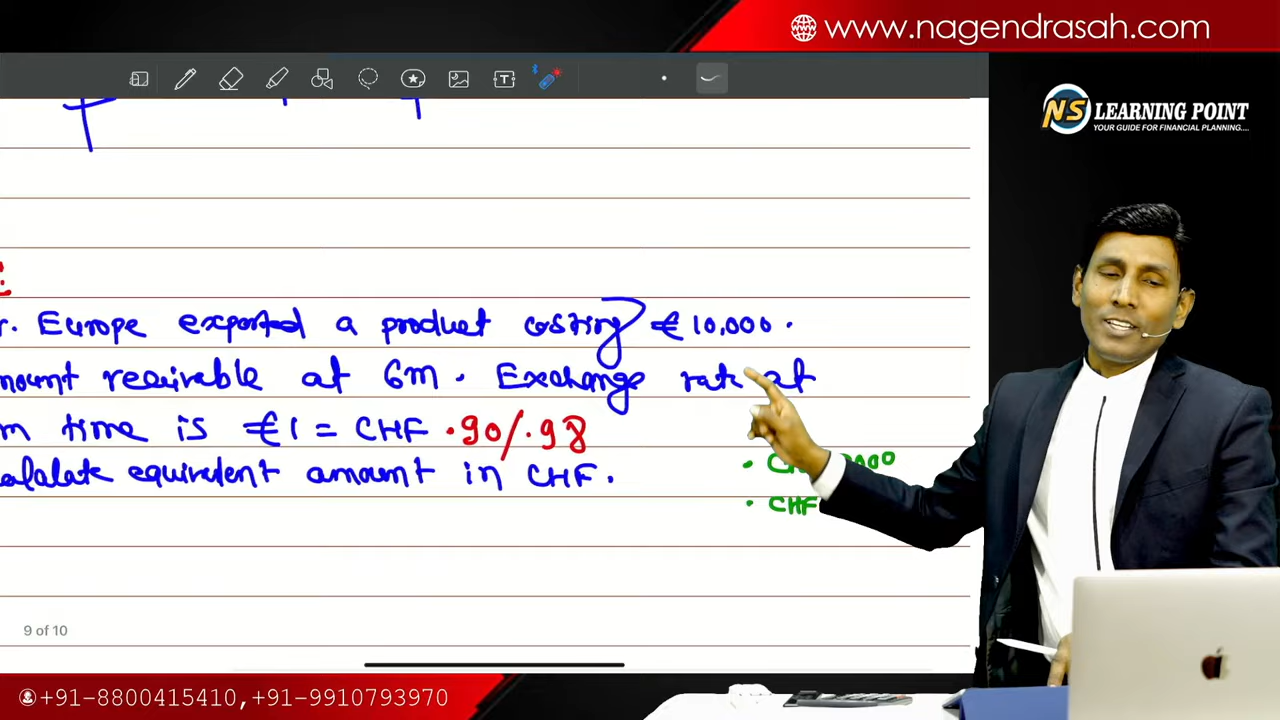 www.nagendrasah.com
NS LEARNING POINT
YOUR GUIDE FOR FINANCIAL PLANNING....
T
Europe exported a product costing € 10,000.
receivable at 6m. Exchange rate at
time is €1 = CHF .90/.98
equivalent amount in CHF.
• CHF
9 of 10
+91-8800415410,+91-9910793970